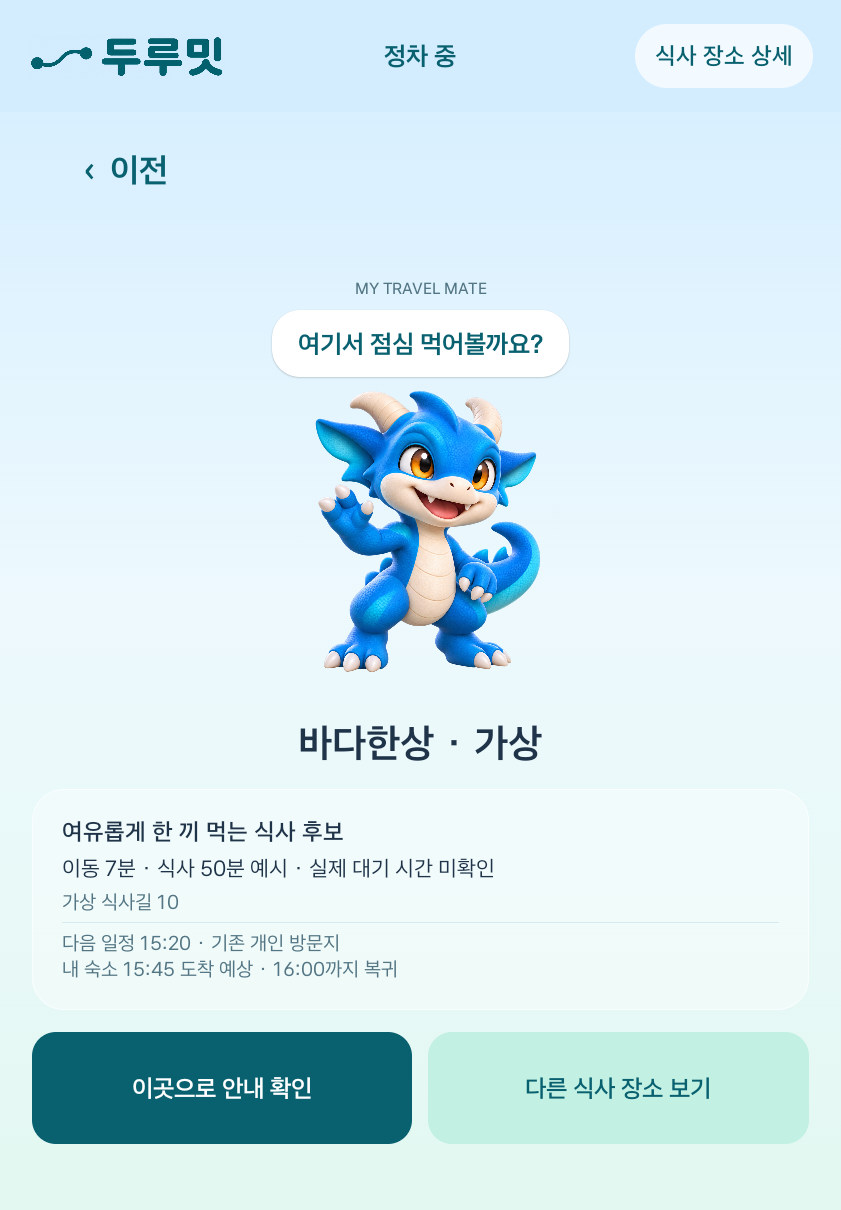 두루밋
정차 중
식사 장소 상세
‹ 이전
MY TRAVEL MATE
여기서 점심 먹어볼까요?
바다한상 · 가상
여유롭게 한 끼 먹는 식사 후보
이동 7분 · 식사 50분 예시 · 실제 대기 시간 미확인
가상 식사길 10
다음 일정 15:20 · 기존 개인 방문지
내 숙소 15:45 도착 예상 · 16:00까지 복귀
이곳으로 안내 확인
다른 식사 장소 보기